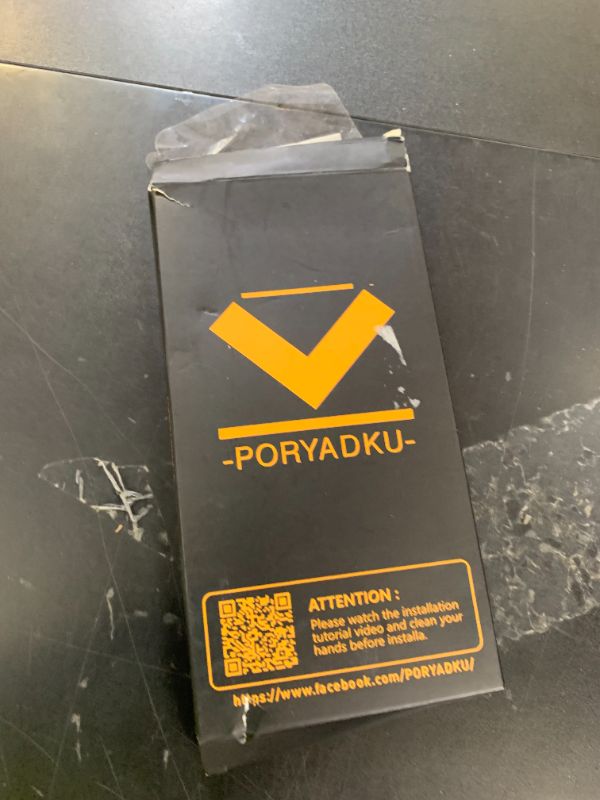 -PORYADKU-
ATTENTION :
Please watch the installation
tutorial video and clean your
hands before installa.
https://www.facebook.com/PORYADKU/